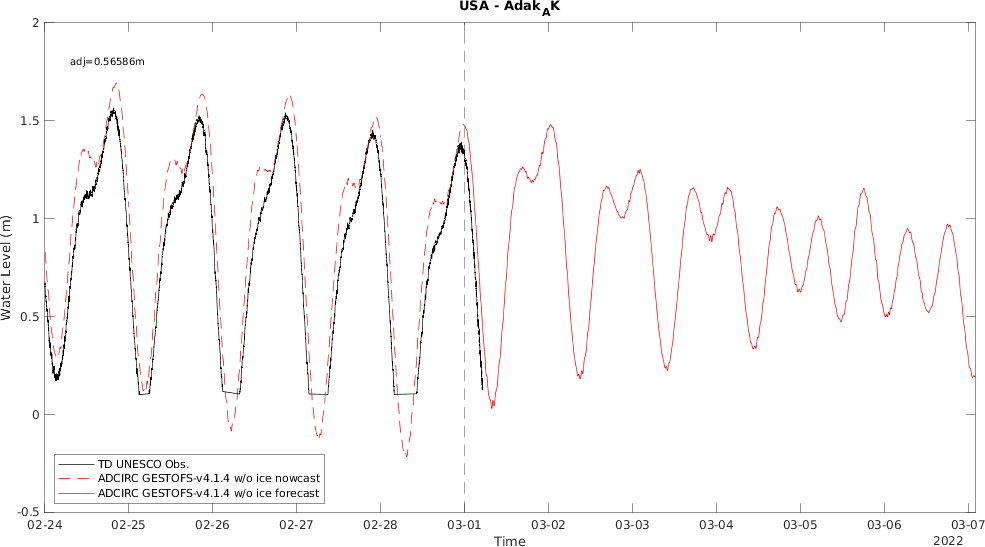 USA - AdakAK
adj=0.56586m
Water Level (m)
2
1.5
1
0.5
0
-0.5
TD UNESCO Obs.
ADCIRC GESTOFS-v4.1.4 w/o ice nowcast
ADCIRC GESTOFS-v4.1.4 w/o ice forecast
02-24 02-25 02-26 02-27 02-28 03-01 03-02 03-03 03-04 03-05 03-06 03-07
Time
2022